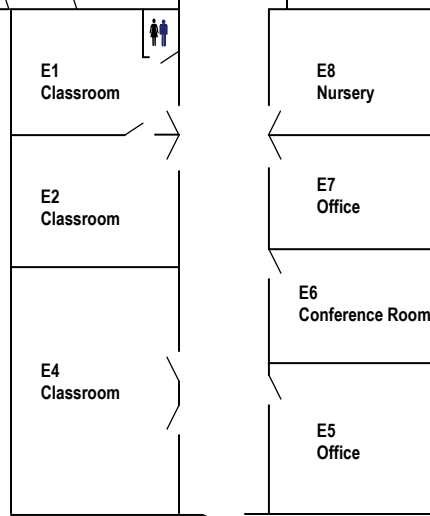 E1
Classroom
E8
Nursery
E2
Classroom
E7
Office
E6
Conference Room
E4
Classroom
E5
Office